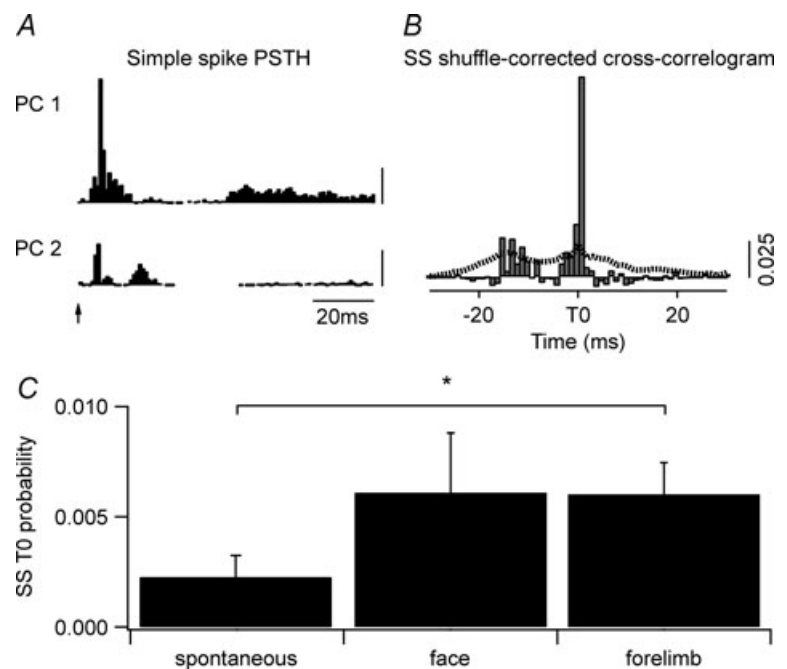 A
Simple spike PSTH
PC 1
PC 2
20ms
B
SS shuffle-corrected cross-correlogram
0.025
-20
T0
20
Time (ms)
C
*
0.010
0.005
0.000
SS T0 probability
spontaneous
face
forelimb